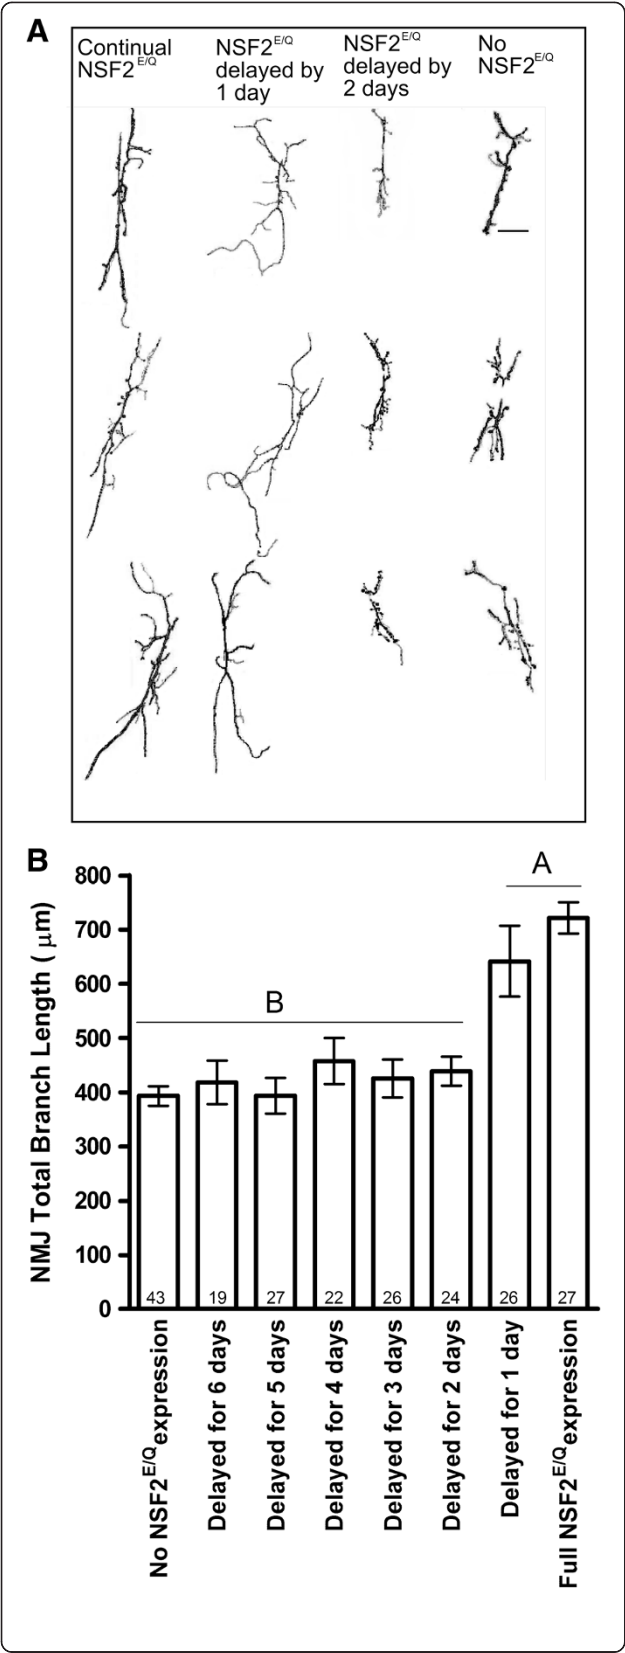 A
Continual
NSF2 E/Q
NSF2E/Q
delayed by
1 day
NSF2E/Q
delayed by
2 days
No
NSF2E/Q
B
NMJ Total Branch Length ( μm)
800
700
600
500
400
300
200
100
0
A
B
43
19
27
22
26
24
26
27
No NSF2E/Q expression
Delayed for 6 days
Delayed for 5 days
Delayed for 4 days
Delayed for 3 days
Delayed for 2 days
Delayed for 1 day
Full NSF2E/Q expression